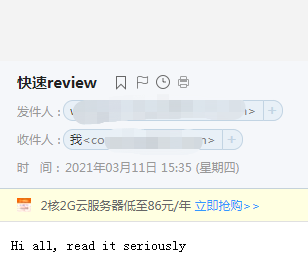 快速review
发件人：
收件人：我<co
时　间：2021年03月11日 15:35 (星期四)
2核2G云服务器低至86元/年 立即抢购>>
Hi all, read it seriously